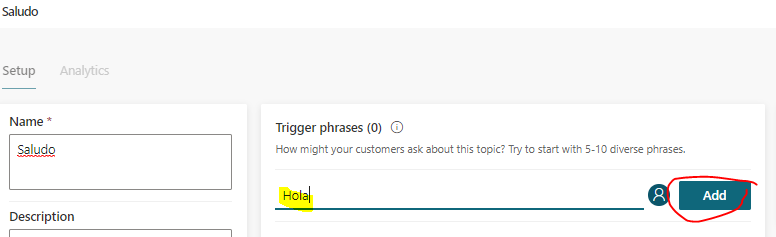 Saludo
Setup Analytics
Name *
Saludo
Description
Trigger phrases (0)
How might your customers ask about this topic? Try to start with 5-10 diverse phrases.
Hola
Add